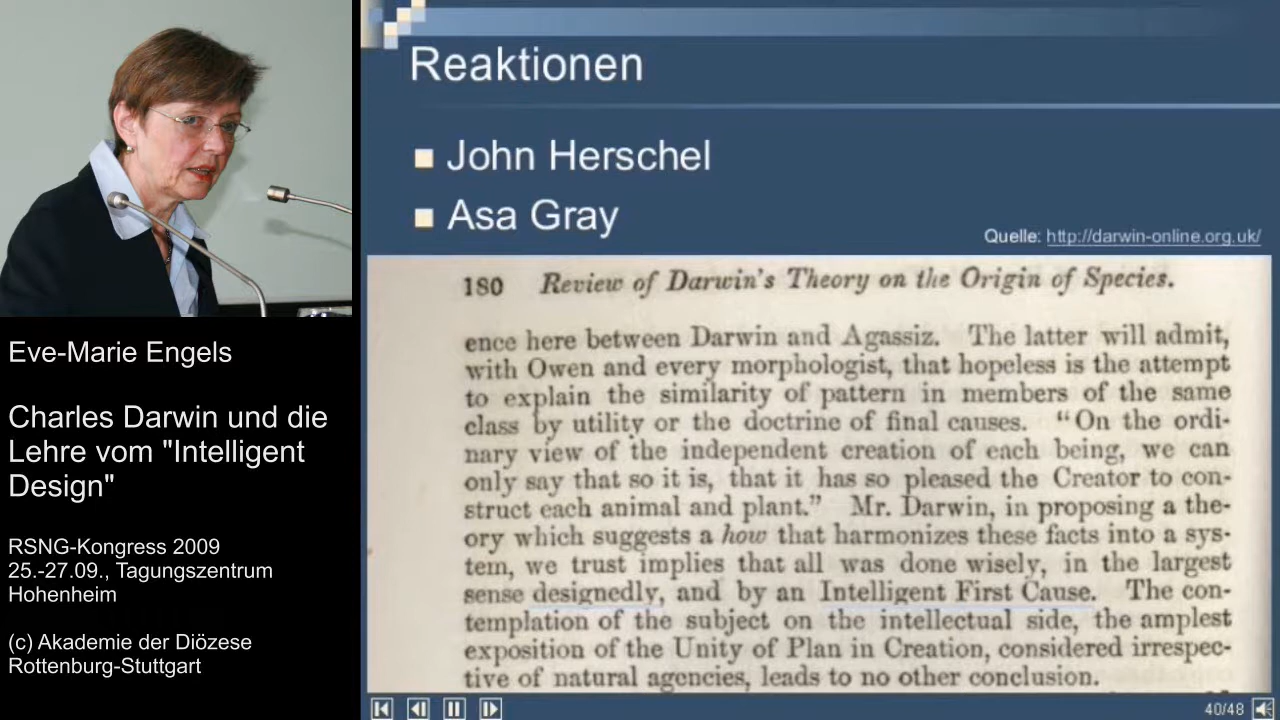 Reaktionen
John Herschel
Asa Gray
Quelle: http://darwin-online.org.uk/
180 Review of Darwin's Theory on the Origin of Species.
ence here between Darwin and Agassiz. The latter will admit,
with Owen and every morphologist, that hopeless is the attempt
to explain the similarity of pattern in members of the same
class by utility or the doctrine of final causes. "On the ordi-
nary view of the independent creation of each being, we can
only say that so it is, that it has so pleased the Creator to con-
struct each animal and plant." Mr. Darwin, in proposing a the-
ory which suggests a how that harmonizes these facts into a sys-
tem, we trust implies that all was done wisely, in the largest
sense designedly, and by an Intelligent First Cause. The con-
templation of the subject on the intellectual side, the amplest
exposition of the Unity of Plan in Creation, considered irrespec-
tive of natural agencies, leads to no other conclusion.
40/48
Eve-Marie Engels
Charles Darwin und die
Lehre vom "Intelligent
Design"
RSNG-Kongress 2009
25.-27.09., Tagungszentrum
Hohenheim
(c) Akademie der Diözese
Rottenburg-Stuttgart